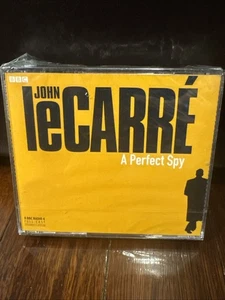 BBC
JOHN
leCARRÉ
A Perfect Spy